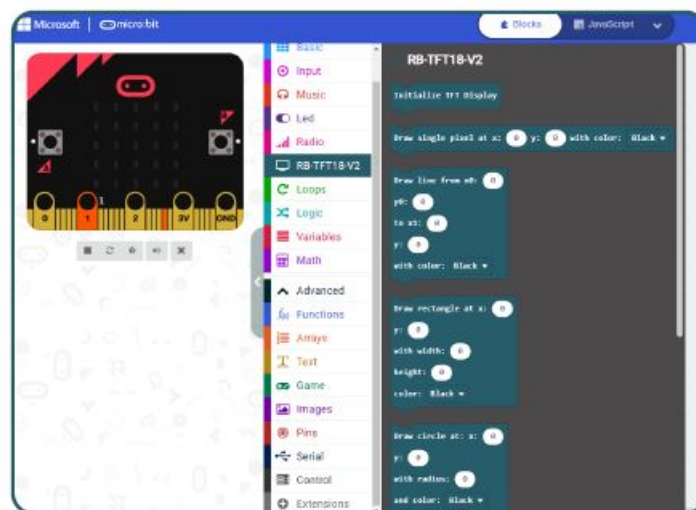 Microsoft
micro:bit
Blocks
JavaScript
0
1
1
2
3V
GND
Basic
Input
Music
Led
Radio
RB-TFT18-V2
Loops
Logic
Variables
Math
Advanced
Functions
Arrays
Text
Game
Images
Pins
Serial
Control
Extensions
RB-TFT18-V2
Initialize TFT Display
Draw single pixel at x: 0 y: 0 with color: Black
Draw line from x0: 0
y0: 0
to x1: 0
y: 0
with color: Black
Draw rectangle at x: 0
y: 0
with width: 0
height: 0
color: Black
Draw circle at: x: 0
y: 0
with radius: 0
and color: Black